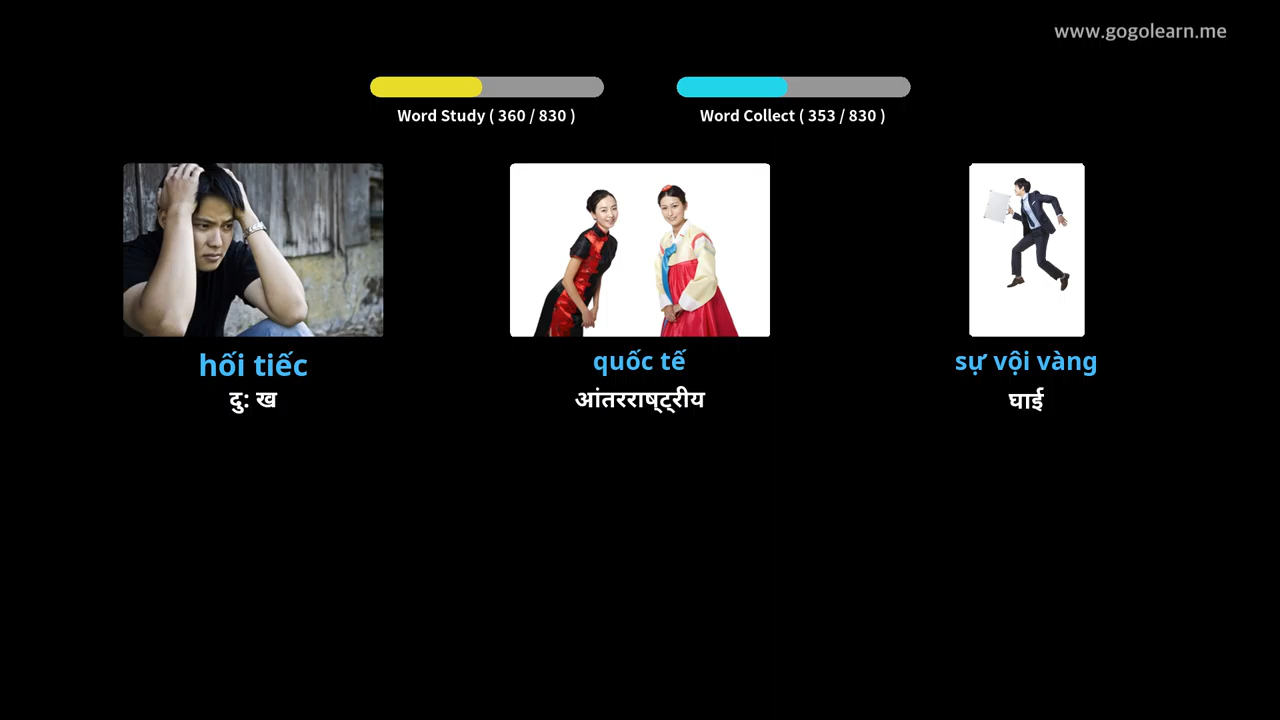 www.gogolearn.me
Word Study ( 360 / 830 )
Word Collect ( 353 / 830 )
hối tiếc
दु: ख
quốc tế
आंतरराष्ट्रीय
sự vội vàng
घाई